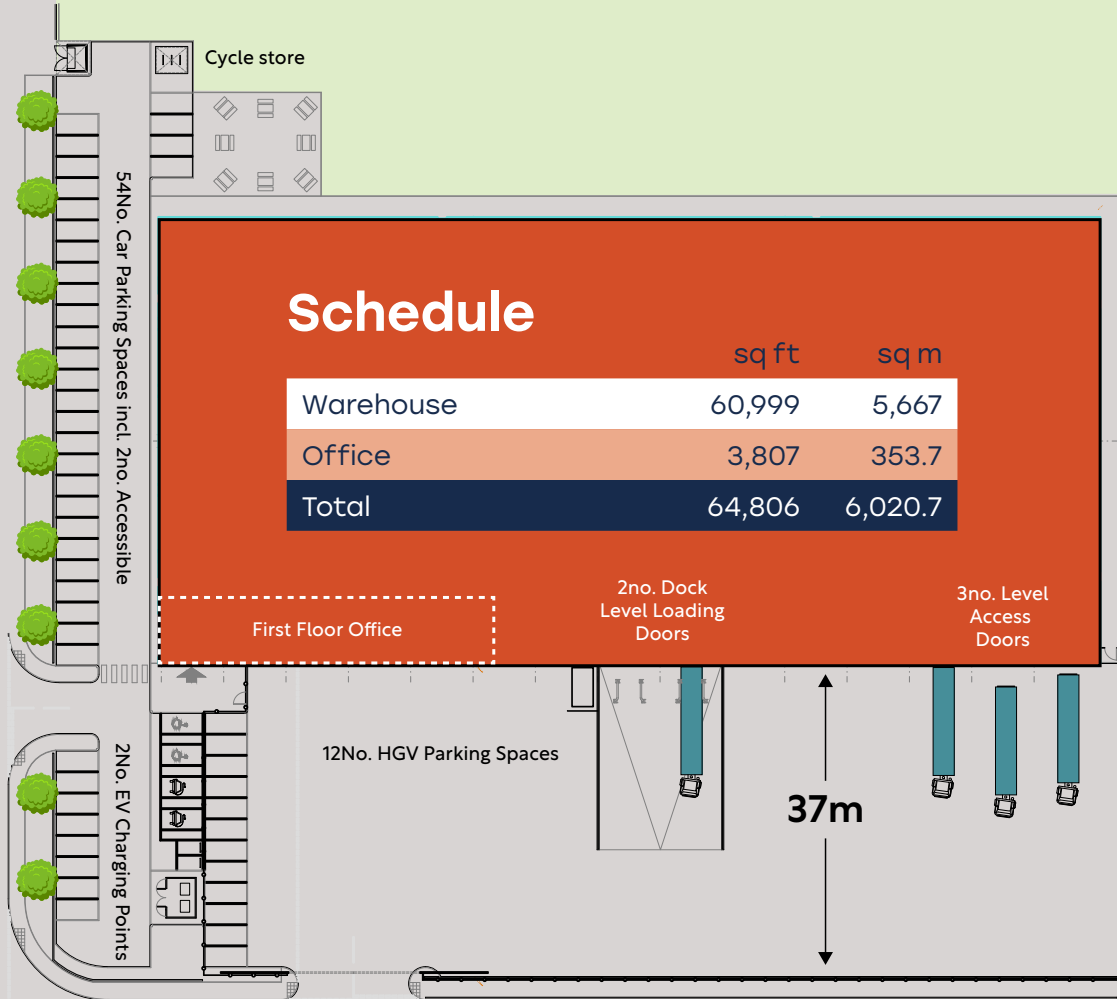 Cycle store
54No. Car Parking Spaces incl. 2no. Accessible
Schedule
sq ft sq m
Warehouse 60,999 5,667
Office 3,807 353.7
Total 64,806 6,020.7
First Floor Office
2no. Dock
Level Loading
Doors
3no. Level
Access
Doors
2No. EV Charging Points
12No. HGV Parking Spaces
37m